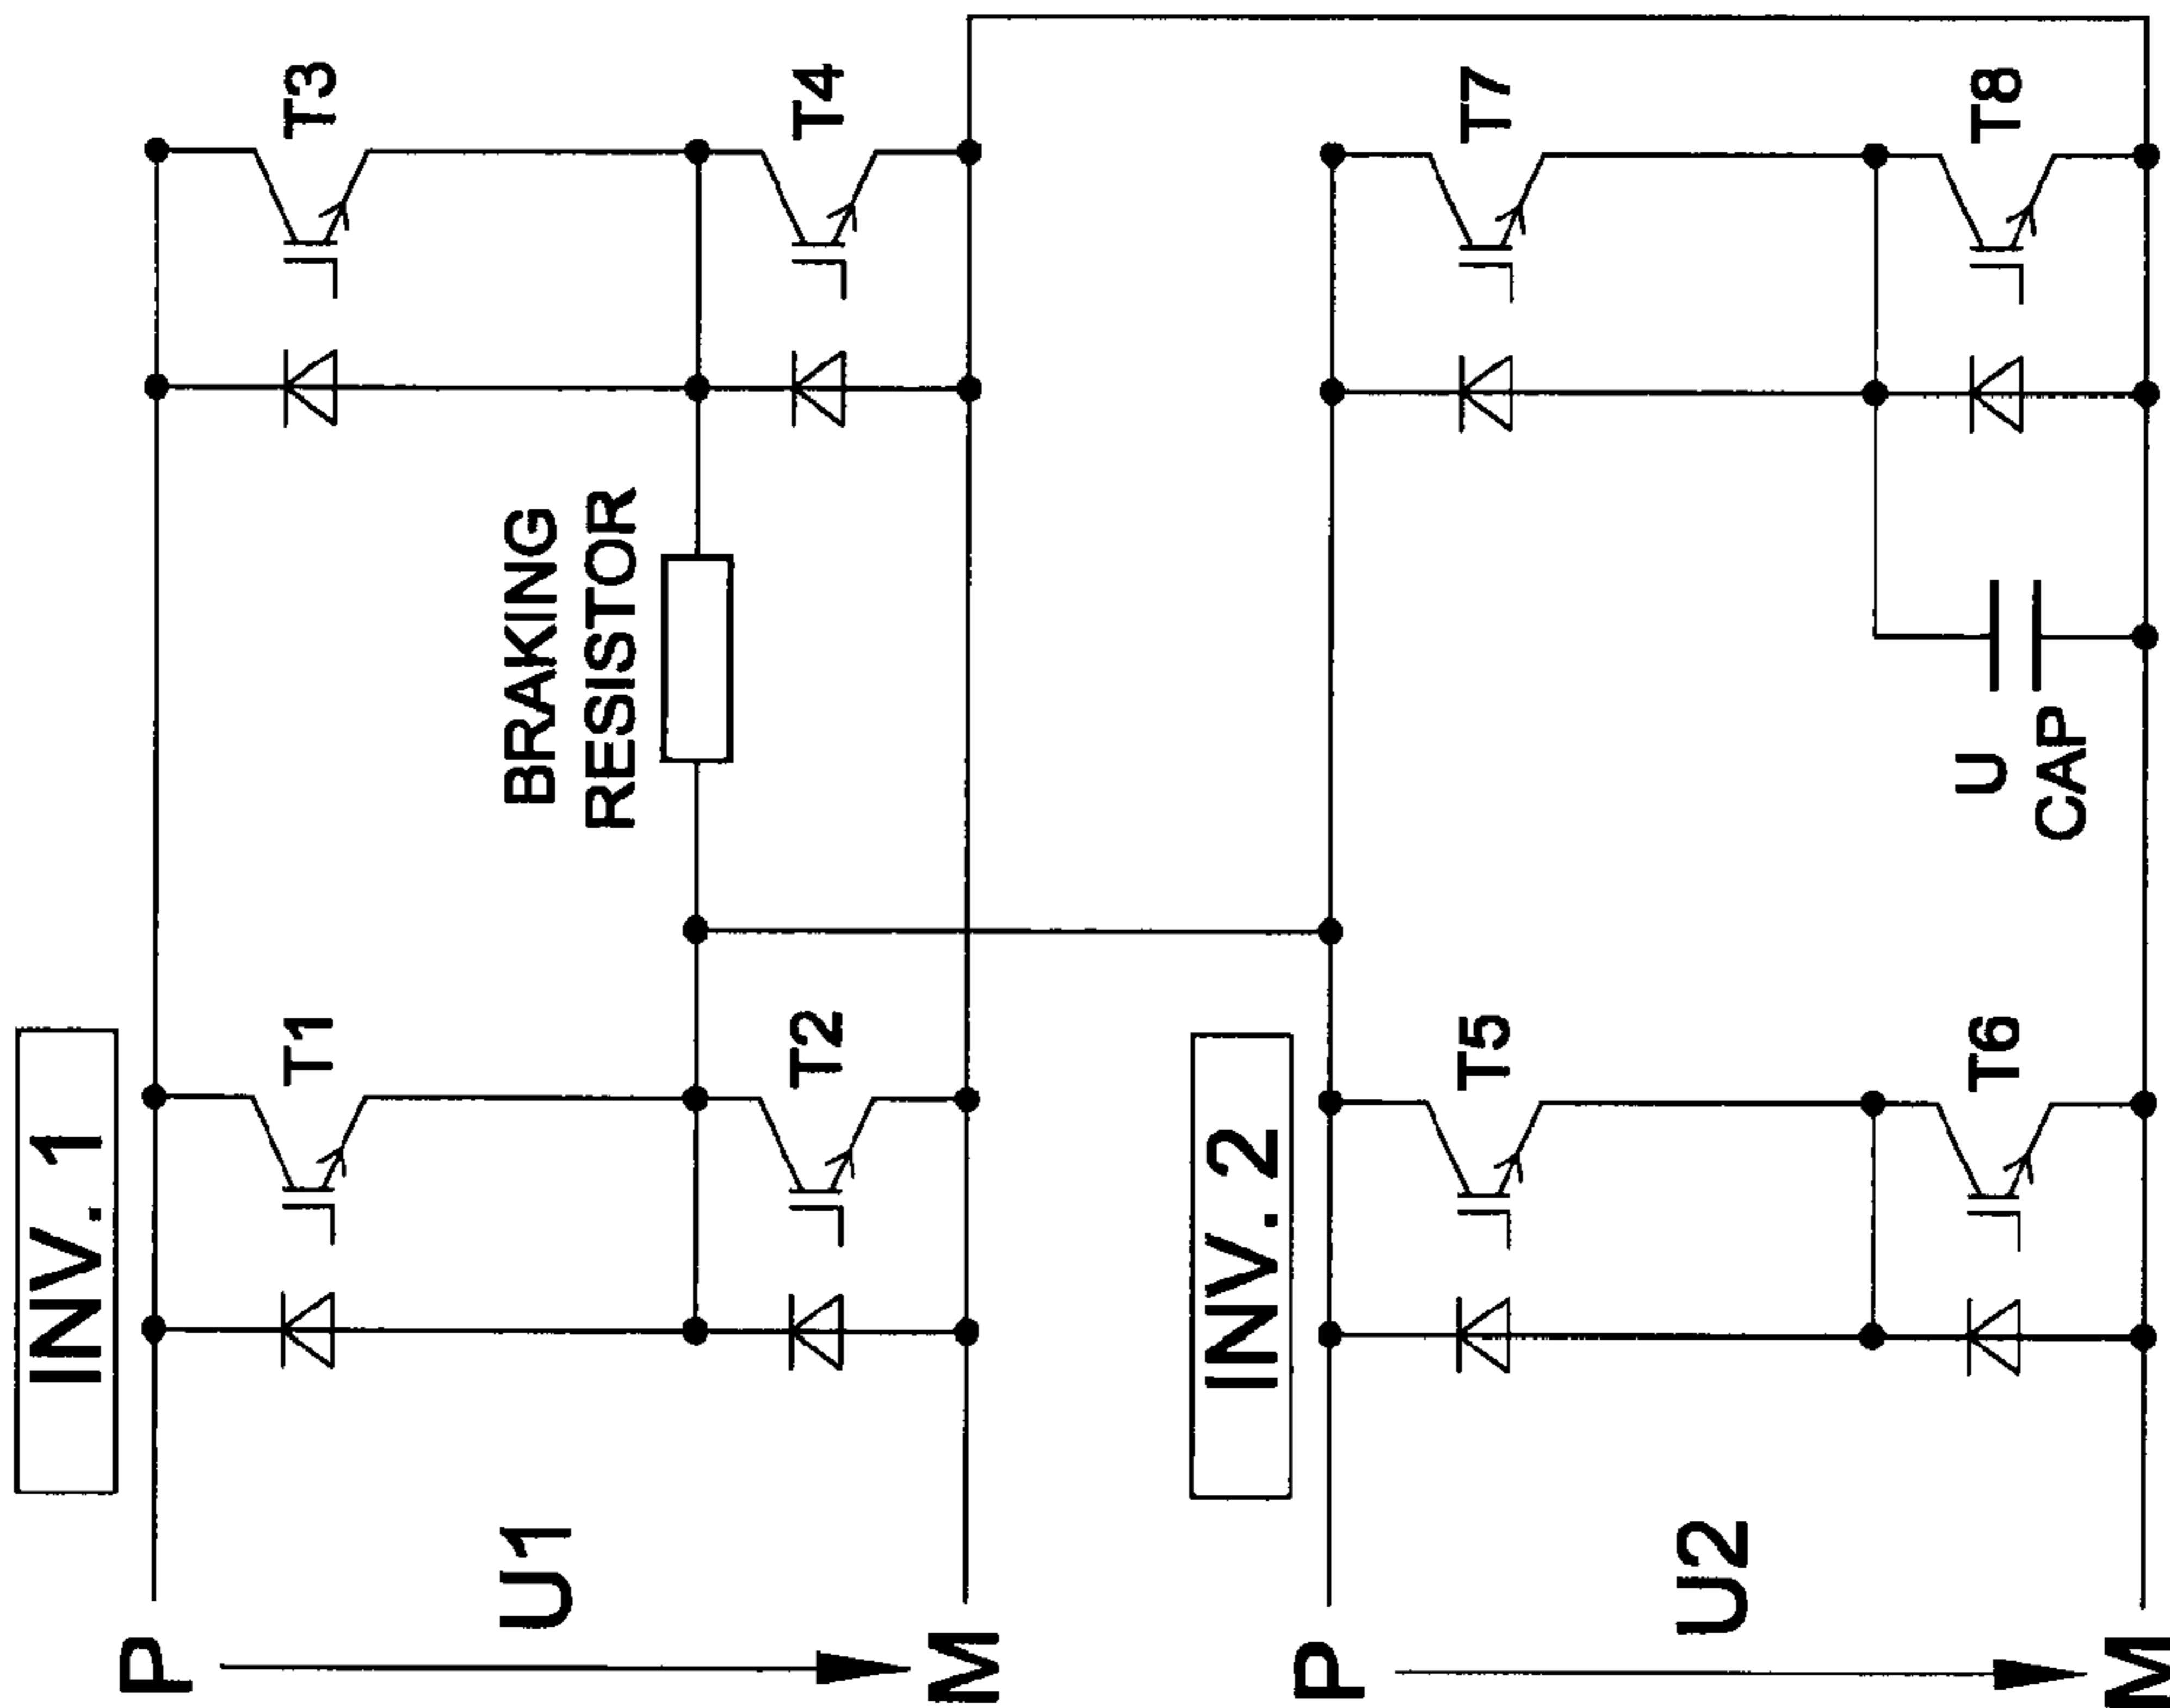 INV. 1
P
U1
M
T1
T2
BRAKING
RESISTOR
T3
T4
INV. 2
P
U2
M
T5
T6
U
CAP
T7
T8